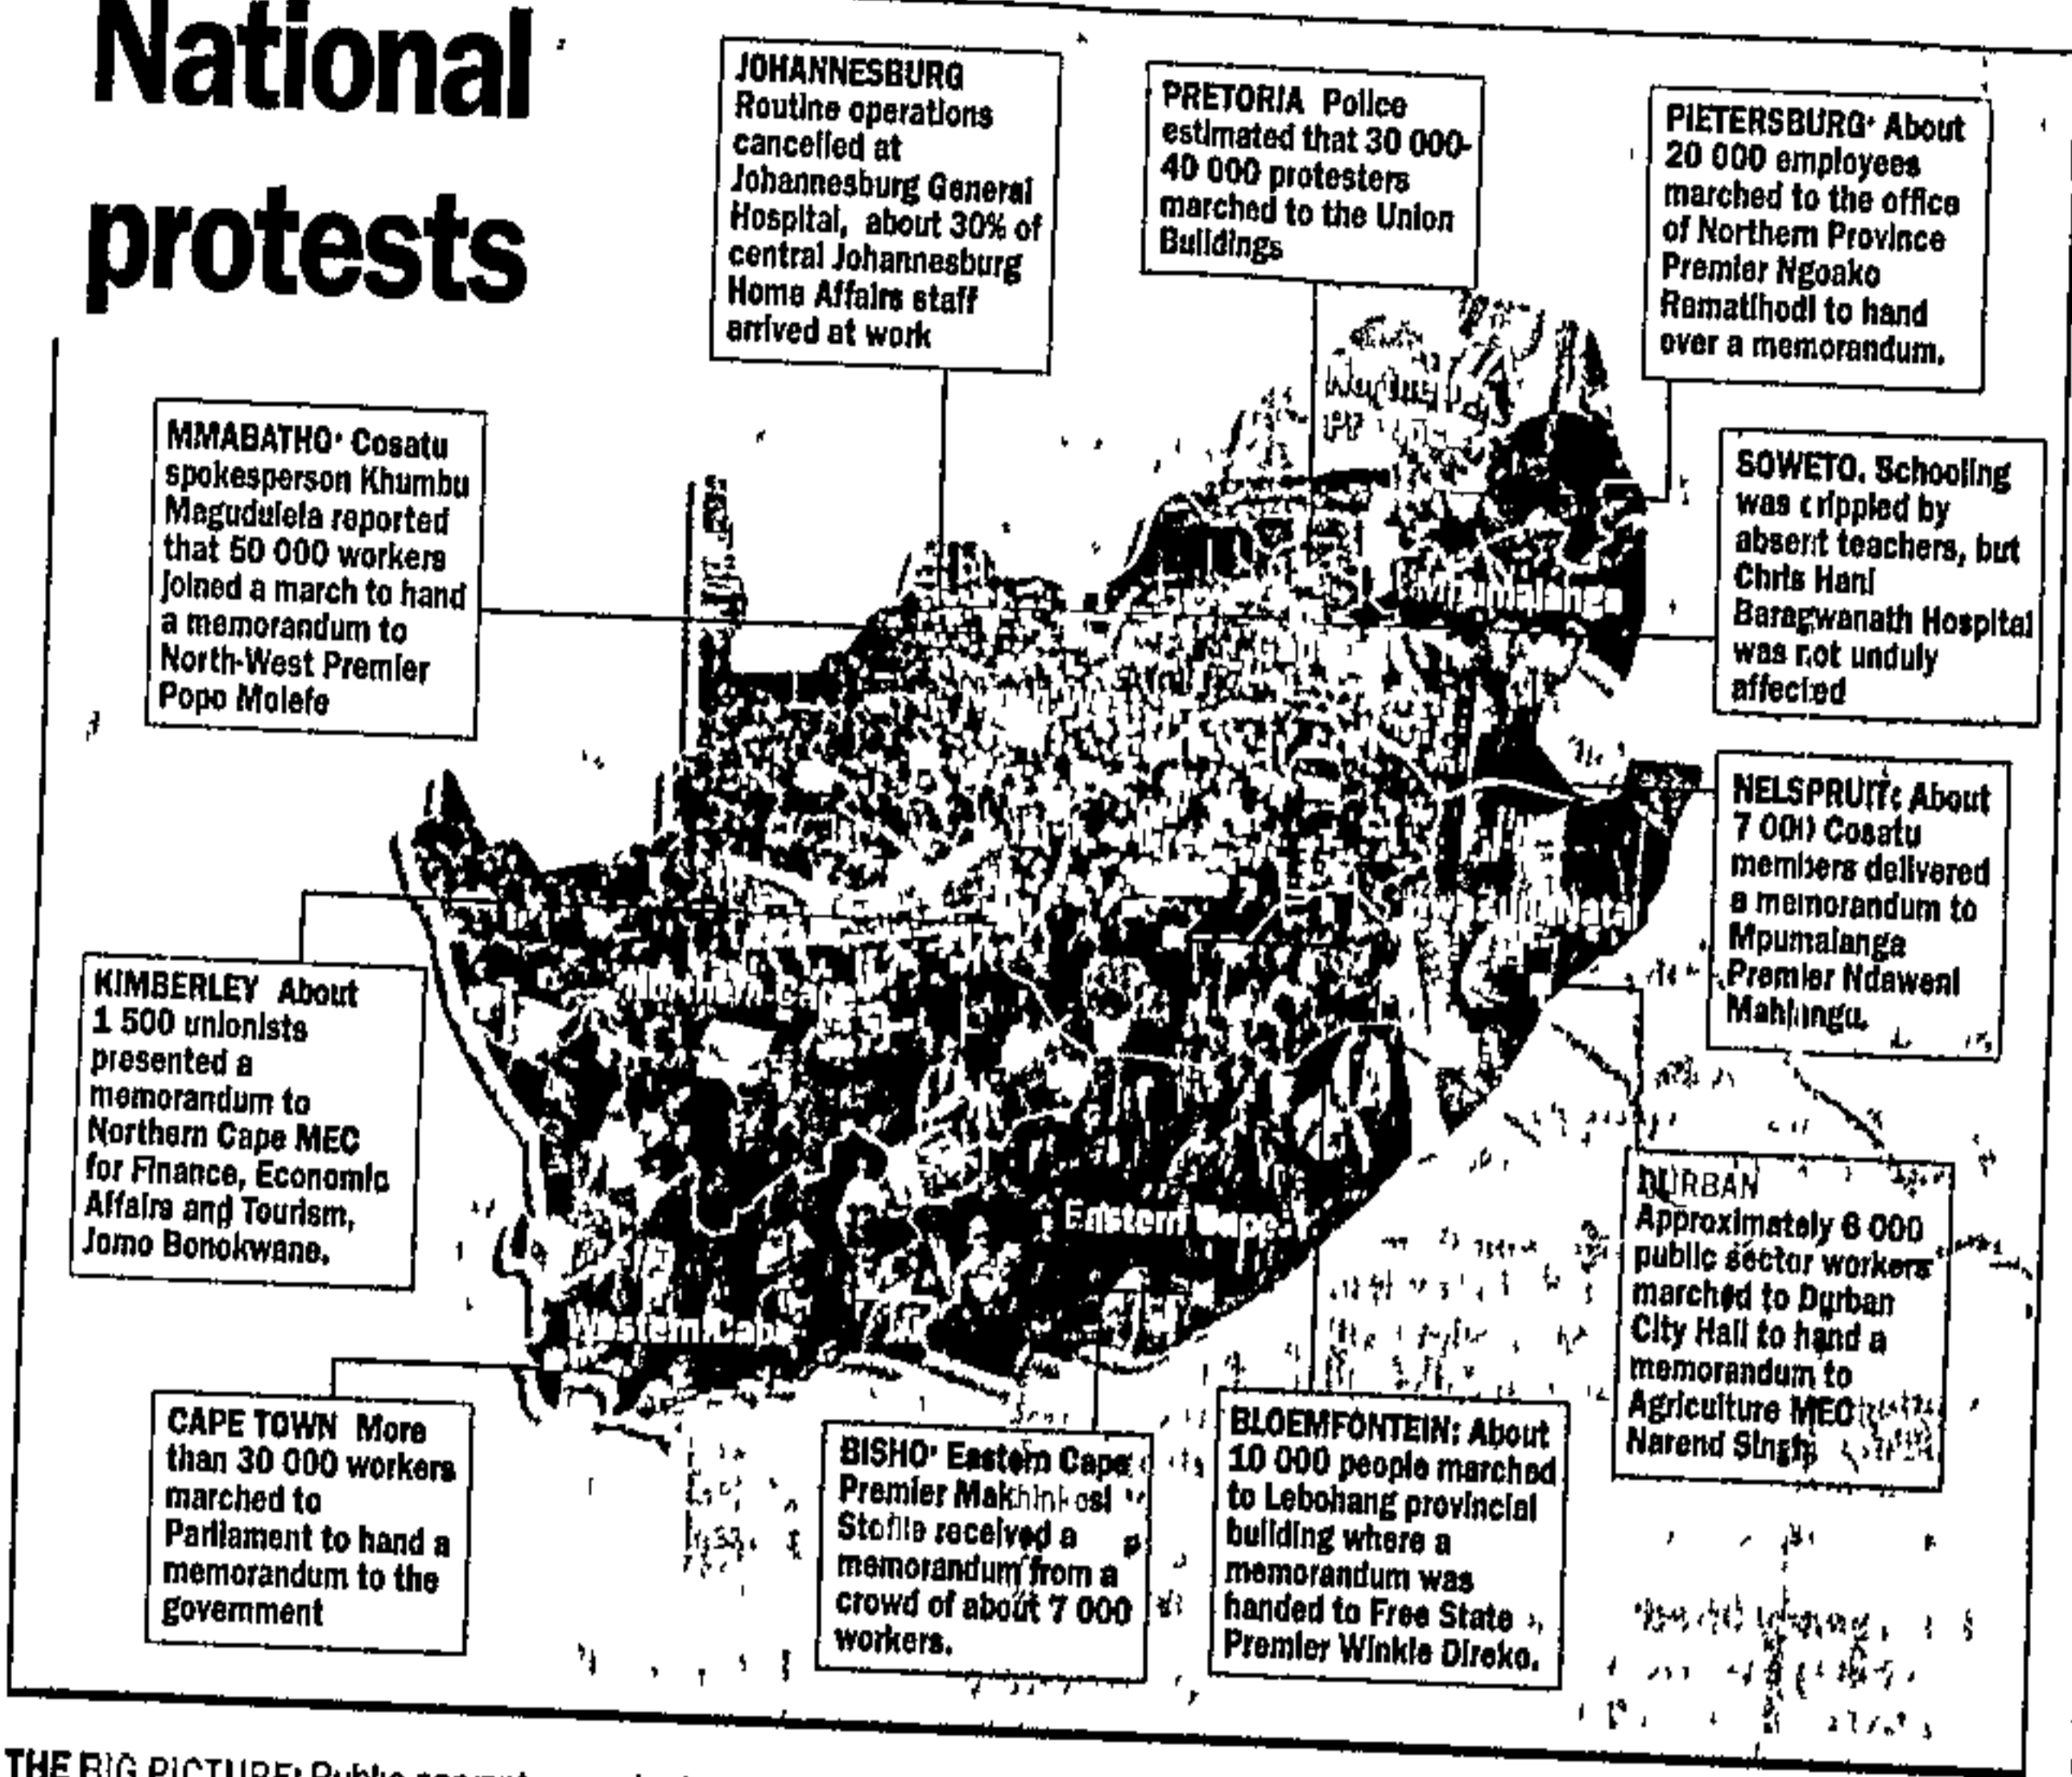 National
protests
JOHANNESBURG
Routine operations
cancelled at
Johannesburg General
Hospital, about 30% of
central Johannesburg
Home Affairs staff
arrived at work
PRETORIA Police
estimated that 30 000-
40 000 protesters
marched to the Union
Buildings
PIETERSBURG· About
20 000 employees
marched to the office
of Northern Province
Premier Ngoako
Ramatlhodi to hand
over a memorandum.
MMABATHO· Cosatu
spokesperson Khumbu
Magudulela reported
that 50 000 workers
joined a march to hand
a memorandum to
North-West Premier
Popo Molefe
SOWETO. Schooling
was crippled by
absent teachers, but
Chris Hani
Baragwanath Hospital
was not unduly
affected
NELSPRUIT: About
7 000 Cosatu
members delivered
a memorandum to
Mpumalanga
Premier Ndaweni
Mahlangu.
KIMBERLEY About
1 500 unionists
presented a
memorandum to
Northern Cape MEC
for Finance, Economic
Affairs and Tourism,
Jomo Bonokwane.
Mpumalanga
Northern Cape
Eastern Cape
Western Cape
DURBAN
Approximately 6 000
public sector workers
marched to Durban
City Hall to hand a
memorandum to
Agriculture MEC
Narend Singh
CAPE TOWN More
than 30 000 workers
marched to
Parliament to hand a
memorandum to the
government
BISHO· Eastern Cape
Premier Makhinkosi
Stofile received a
memorandum from a
crowd of about 7 000
workers.
BLOEMFONTEIN: About
10 000 people marched
to Lebohang provincial
building where a
memorandum was
handed to Free State
Premier Winkie Direko.
THE BIG PICTURE: Public